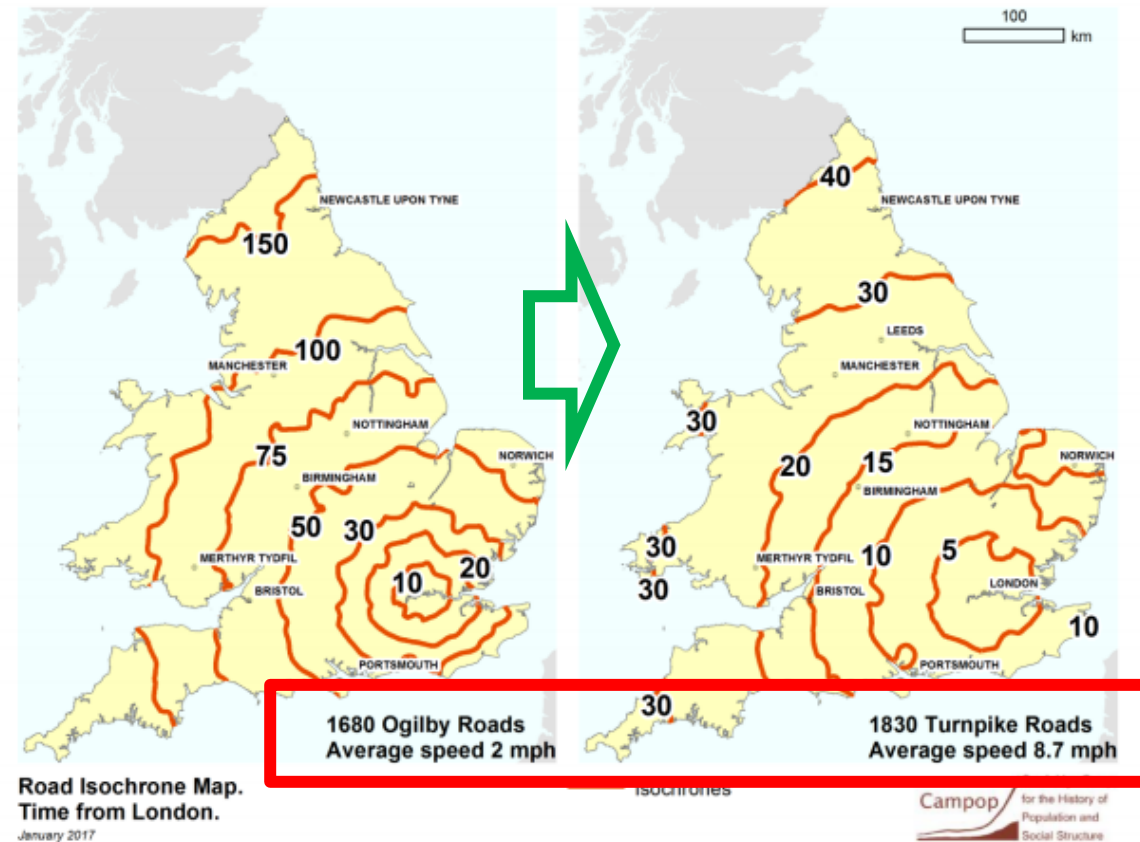 NEWCASTLE UPON TYNE
150
100
MANCHESTER
NOTTINGHAM
75
NORWICH
BIRMINGHAM
50
30
MERTHYR TYDFIL
20
10
BRISTOL
PORTSMOUTH
1680 Ogilby Roads
Average speed 2 mph
100
km
40
NEWCASTLE UPON TYNE
30
LEEDS
MANCHESTER
30
NOTTINGHAM
20
15
NORWICH
BIRMINGHAM
30
MERTHYR TYDFIL
10
5
30
BRISTOL
LONDON
10
PORTSMOUTH
30
1830 Turnpike Roads
Average speed 8.7 mph
Road Isochrone Map.
Time from London.
January 2017
Isochrones
Campop
for the History of
Population and
Social Structure